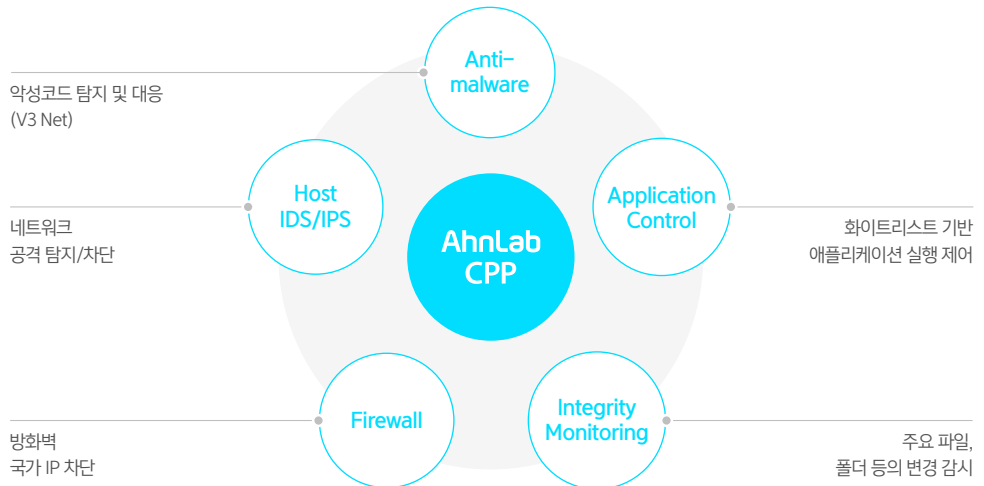 Anti-
malware
악성코드 탐지 및 대응
(V3 Net)
Host
IDS/IPS
네트워크
공격 탐지/차단
Application
Control
화이트리스트 기반
애플리케이션 실행 제어
AhnLab
CPP
Firewall
방화벽
국가 IP 차단
Integrity
Monitoring
주요 파일,
폴더 등의 변경 감시